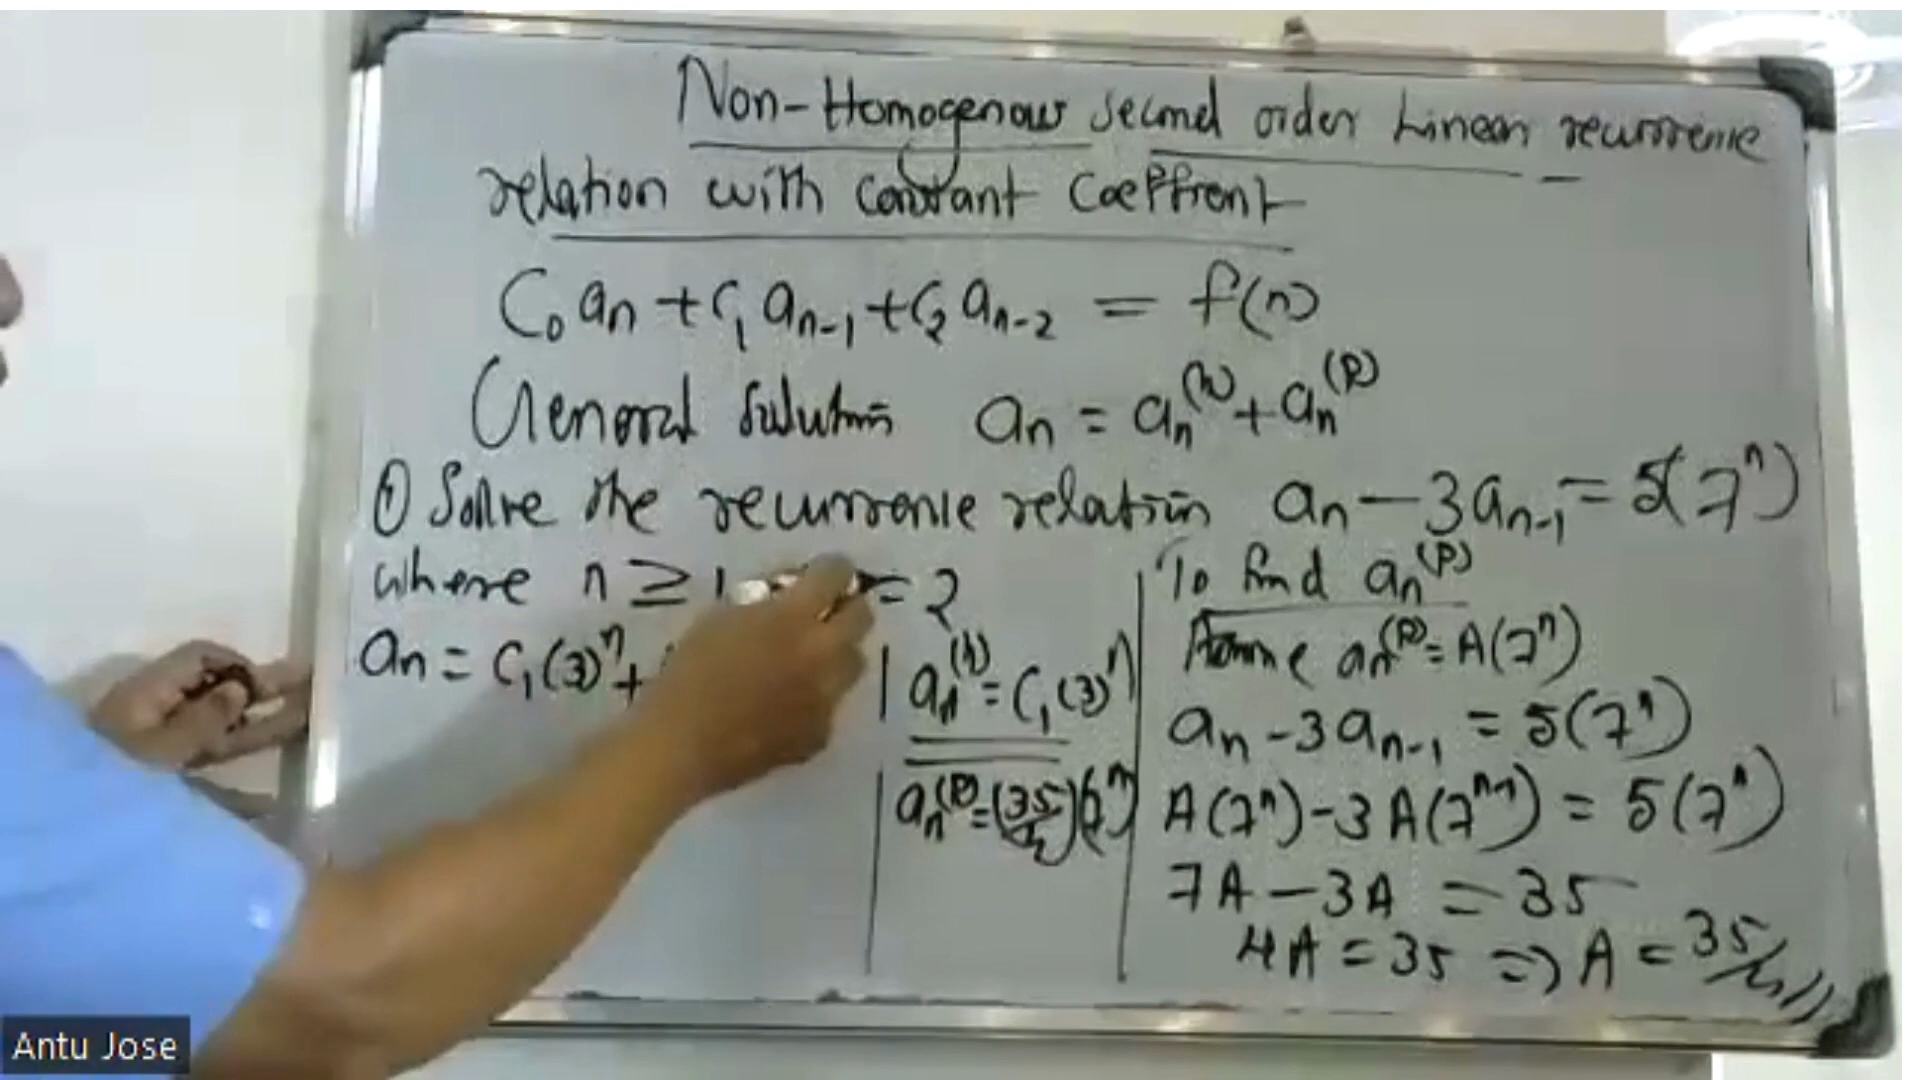 Non-Homogenous second order Linear recurrence
relation with constant Coeffient
C₀ aₙ + C₁ aₙ₋₁ + C₂ aₙ₋₂ = f(n)
General solution aₙ = aₙ⁽ʰ⁾ + aₙ⁽ᵖ⁾
① Solve the recurrence relation aₙ - 3aₙ₋₁ = 5(7ⁿ)
where n ≥ 1 = 2
aₙ = C₁(3)ⁿ +
aₙ⁽ʰ⁾ = C₁(3)ⁿ
aₙ⁽ᵖ⁾ = (35/4)(7ⁿ)
To find aₙ⁽ᵖ⁾
Assume aₙ⁽ᵖ⁾ = A(7ⁿ)
aₙ - 3aₙ₋₁ = 5(7ⁿ)
A(7ⁿ) - 3A(7ⁿ⁻¹) = 5(7ⁿ)
7A - 3A = 35
4A = 35 => A = 35/4//
Antu Jose